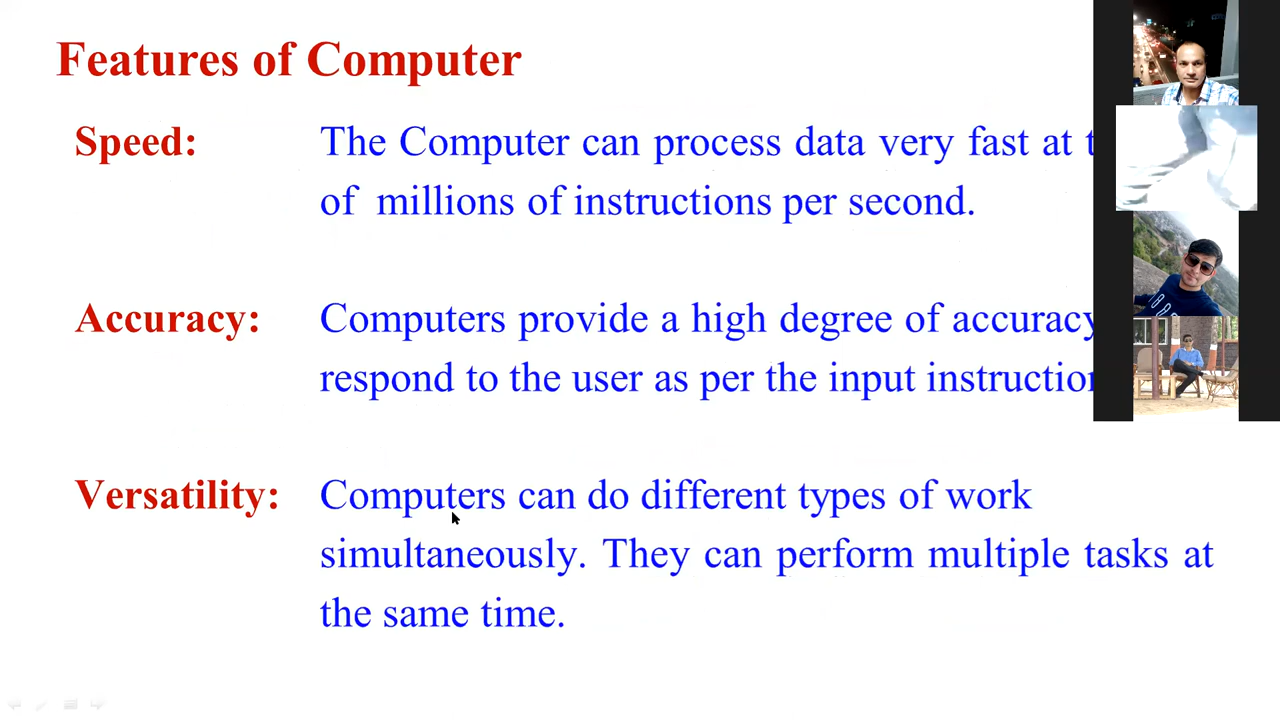 Features of Computer
Speed: The Computer can process data very fast at
of millions of instructions per second.
Accuracy: Computers provide a high degree of accuracy
respond to the user as per the input
Versatility: Computers can do different types of work
simultaneously. They can perform multiple tasks at
the same time.